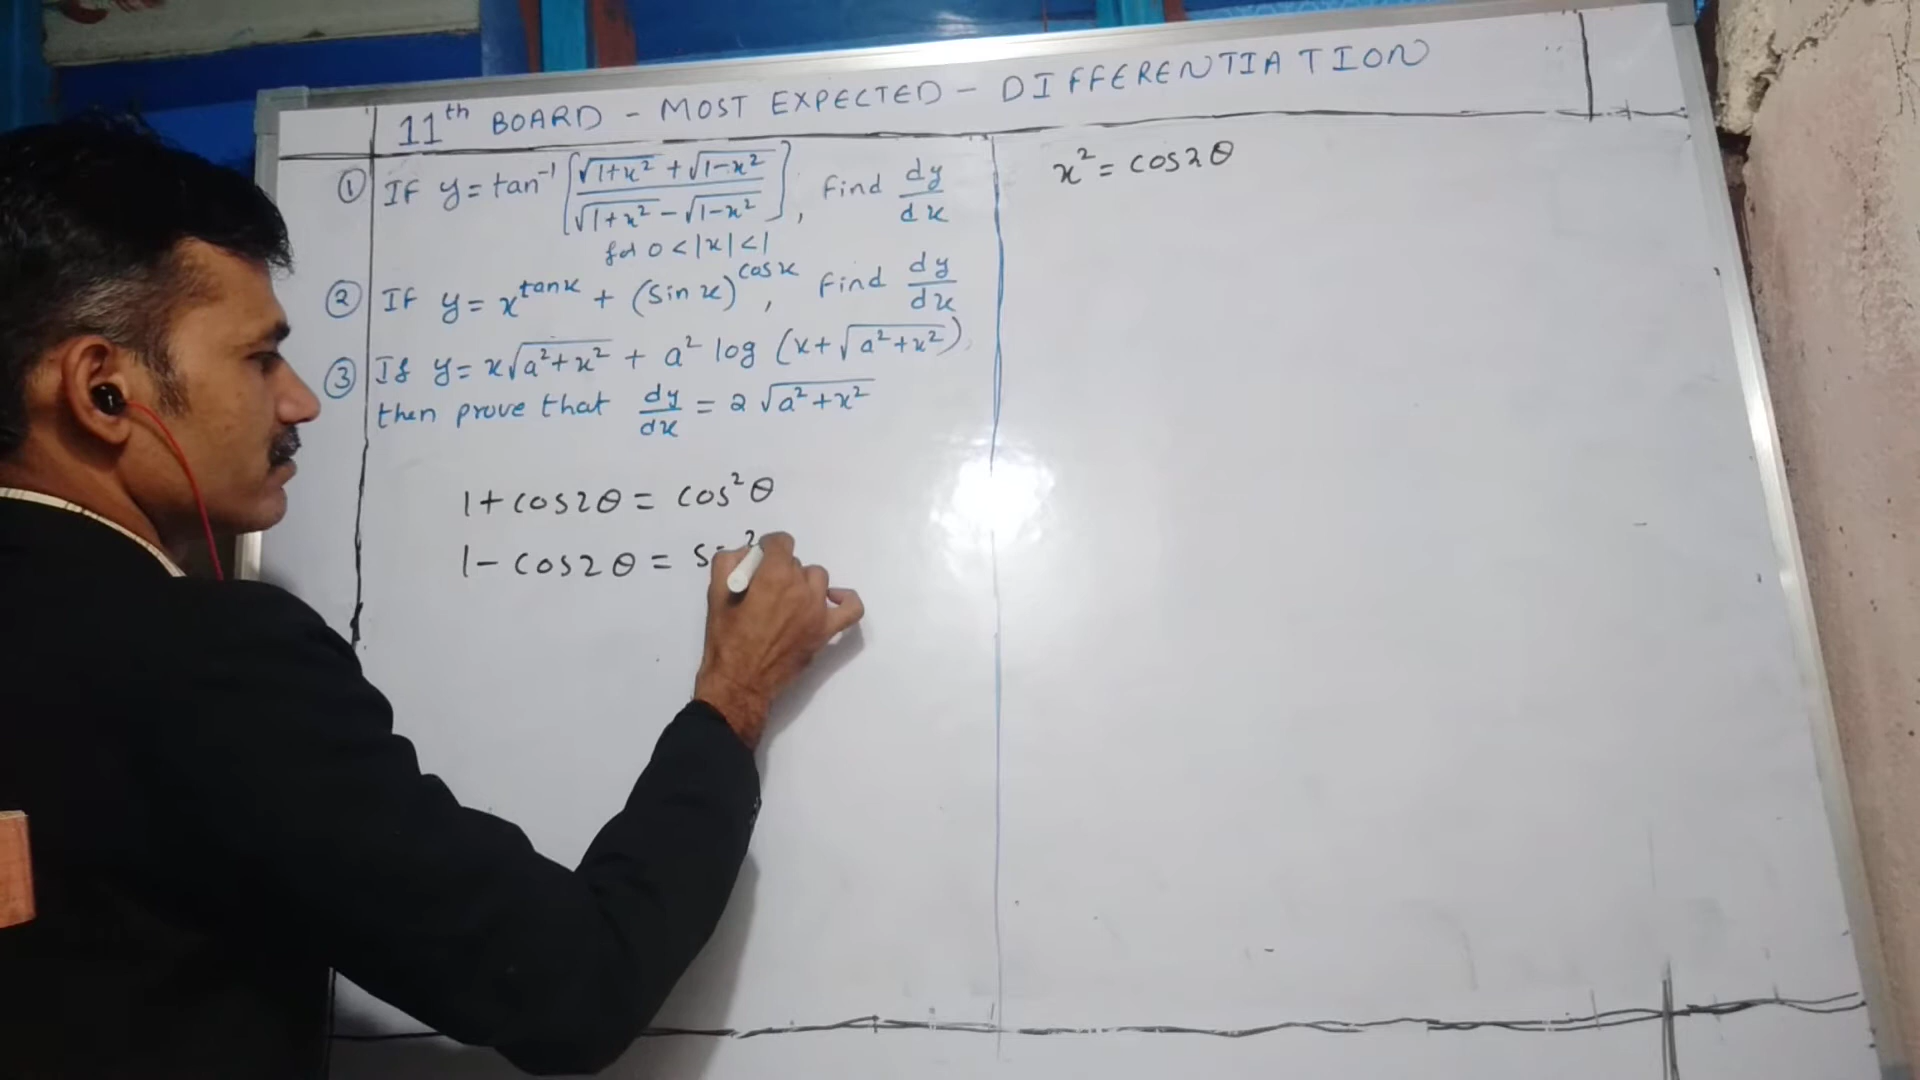 11th BOARD - MOST EXPECTED - DIFFERENTIATION
① If y = tan⁻¹ [(√(1+x²) + √(1-x²)) / (√(1+x²) - √(1-x²))], Find dy/dx
for 0 < |x| < 1
② If y = x^tanx + (sin x)^cosx, Find dy/dx
③ If y = x√(a²+x²) + a² log (x+√(a²+x²)),
then prove that dy/dx = 2 √(a²+x²)
1 + cos2θ = cos²θ
1 - cos2θ =
x² = cos2θ